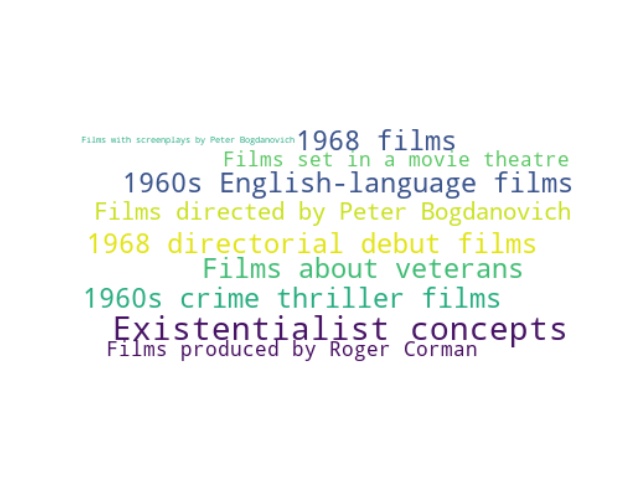 Films with screenplays by Peter Bogdanovich 1968 films
Films set in a movie theatre
1960s English-language films
Films directed by Peter Bogdanovich
1968 directorial debut films
Films about veterans
1960s crime thriller films
Existentialist concepts
Films produced by Roger Corman